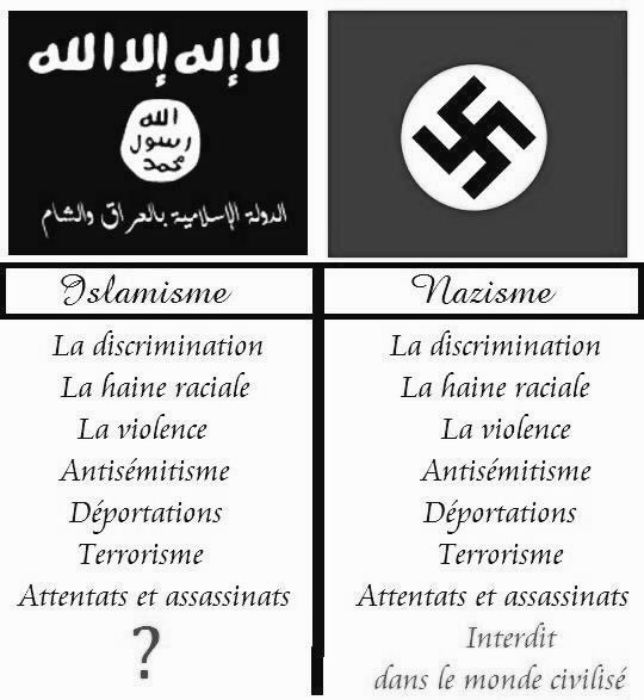 لا إله إلا الله
الله
رسول
محمد
الدولة الإسلامية بالعراق والشام
Islamisme
La discrimination
La haine raciale
La violence
Antisémitisme
Déportations
Terrorisme
Attentats et assassinats
?
Nazisme
La discrimination
La haine raciale
La violence
Antisémitisme
Déportations
Terrorisme
Attentats et assassinats
Interdit
dans le monde civilisé